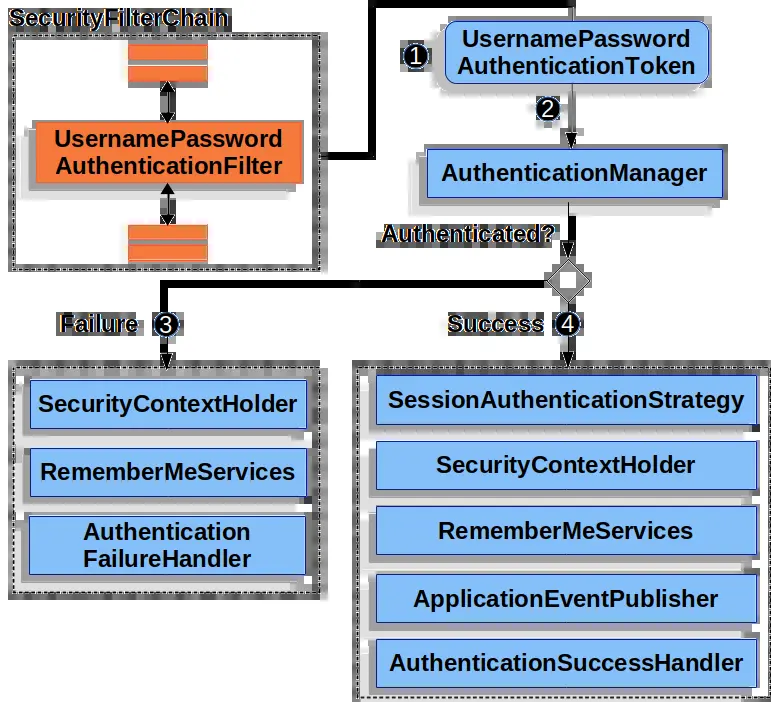 SecurityFilterChain
UsernamePassword
AuthenticationFilter
1
UsernamePassword
AuthenticationToken
2
AuthenticationManager
Authenticated?
Failure
3
Success
4
SecurityContextHolder
RememberMeServices
Authentication
FailureHandler
SessionAuthenticationStrategy
SecurityContextHolder
RememberMeServices
ApplicationEventPublisher
AuthenticationSuccessHandler